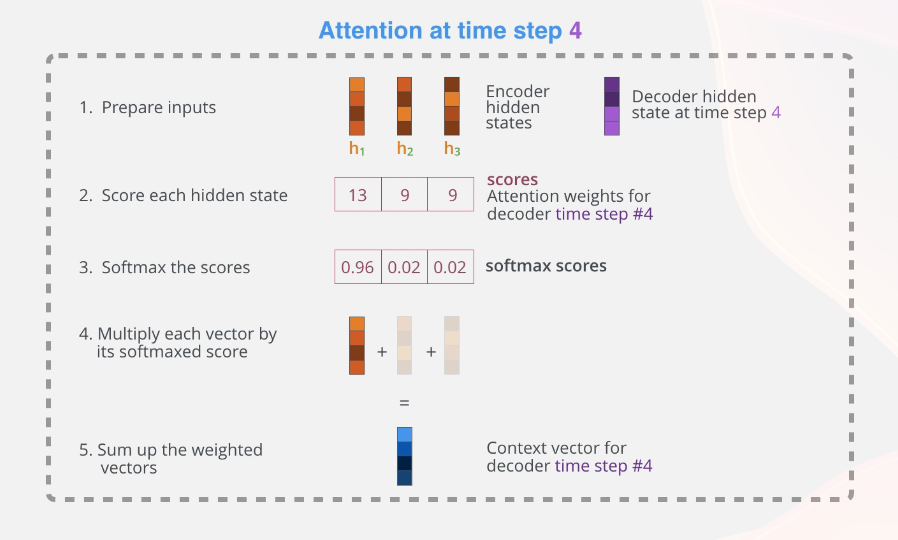 Attention at time step 4
1. Prepare inputs
h1 h2 h3
Encoder
hidden
states
Decoder hidden
state at time step 4
2. Score each hidden state
13 9 9
scores
Attention weights for
decoder time step #4
3. Softmax the scores
0.96 0.02 0.02
softmax scores
4. Multiply each vector by
its softmaxed score
+ +
=
5. Sum up the weighted
vectors
Context vector for
decoder time step #4